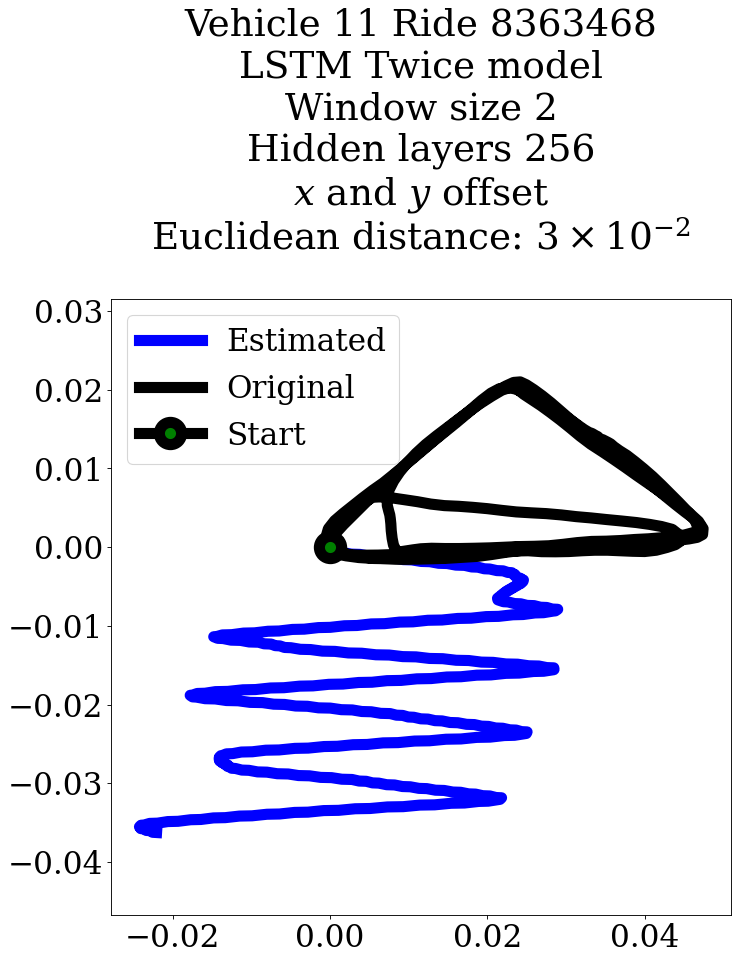 Vehicle 11 Ride 8363468
LSTM Twice model
Window size 2
Hidden layers 256
x and y offset
Euclidean distance: 3 × 10⁻²
0.03
Estimated
0.02
Original
Start
0.01
0.00
−0.01
−0.02
−0.03
−0.04
−0.02 0.00 0.02 0.04